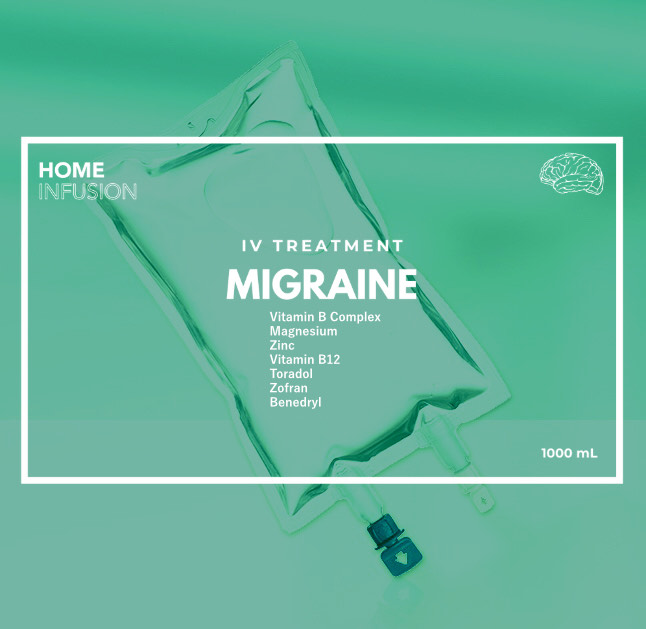 HOME
INFUSION
IV TREATMENT
MIGRAINE
Vitamin B Complex
Magnesium
Zinc
Vitamin B12
Toradol
Zofran
Benedryl
1000 mL